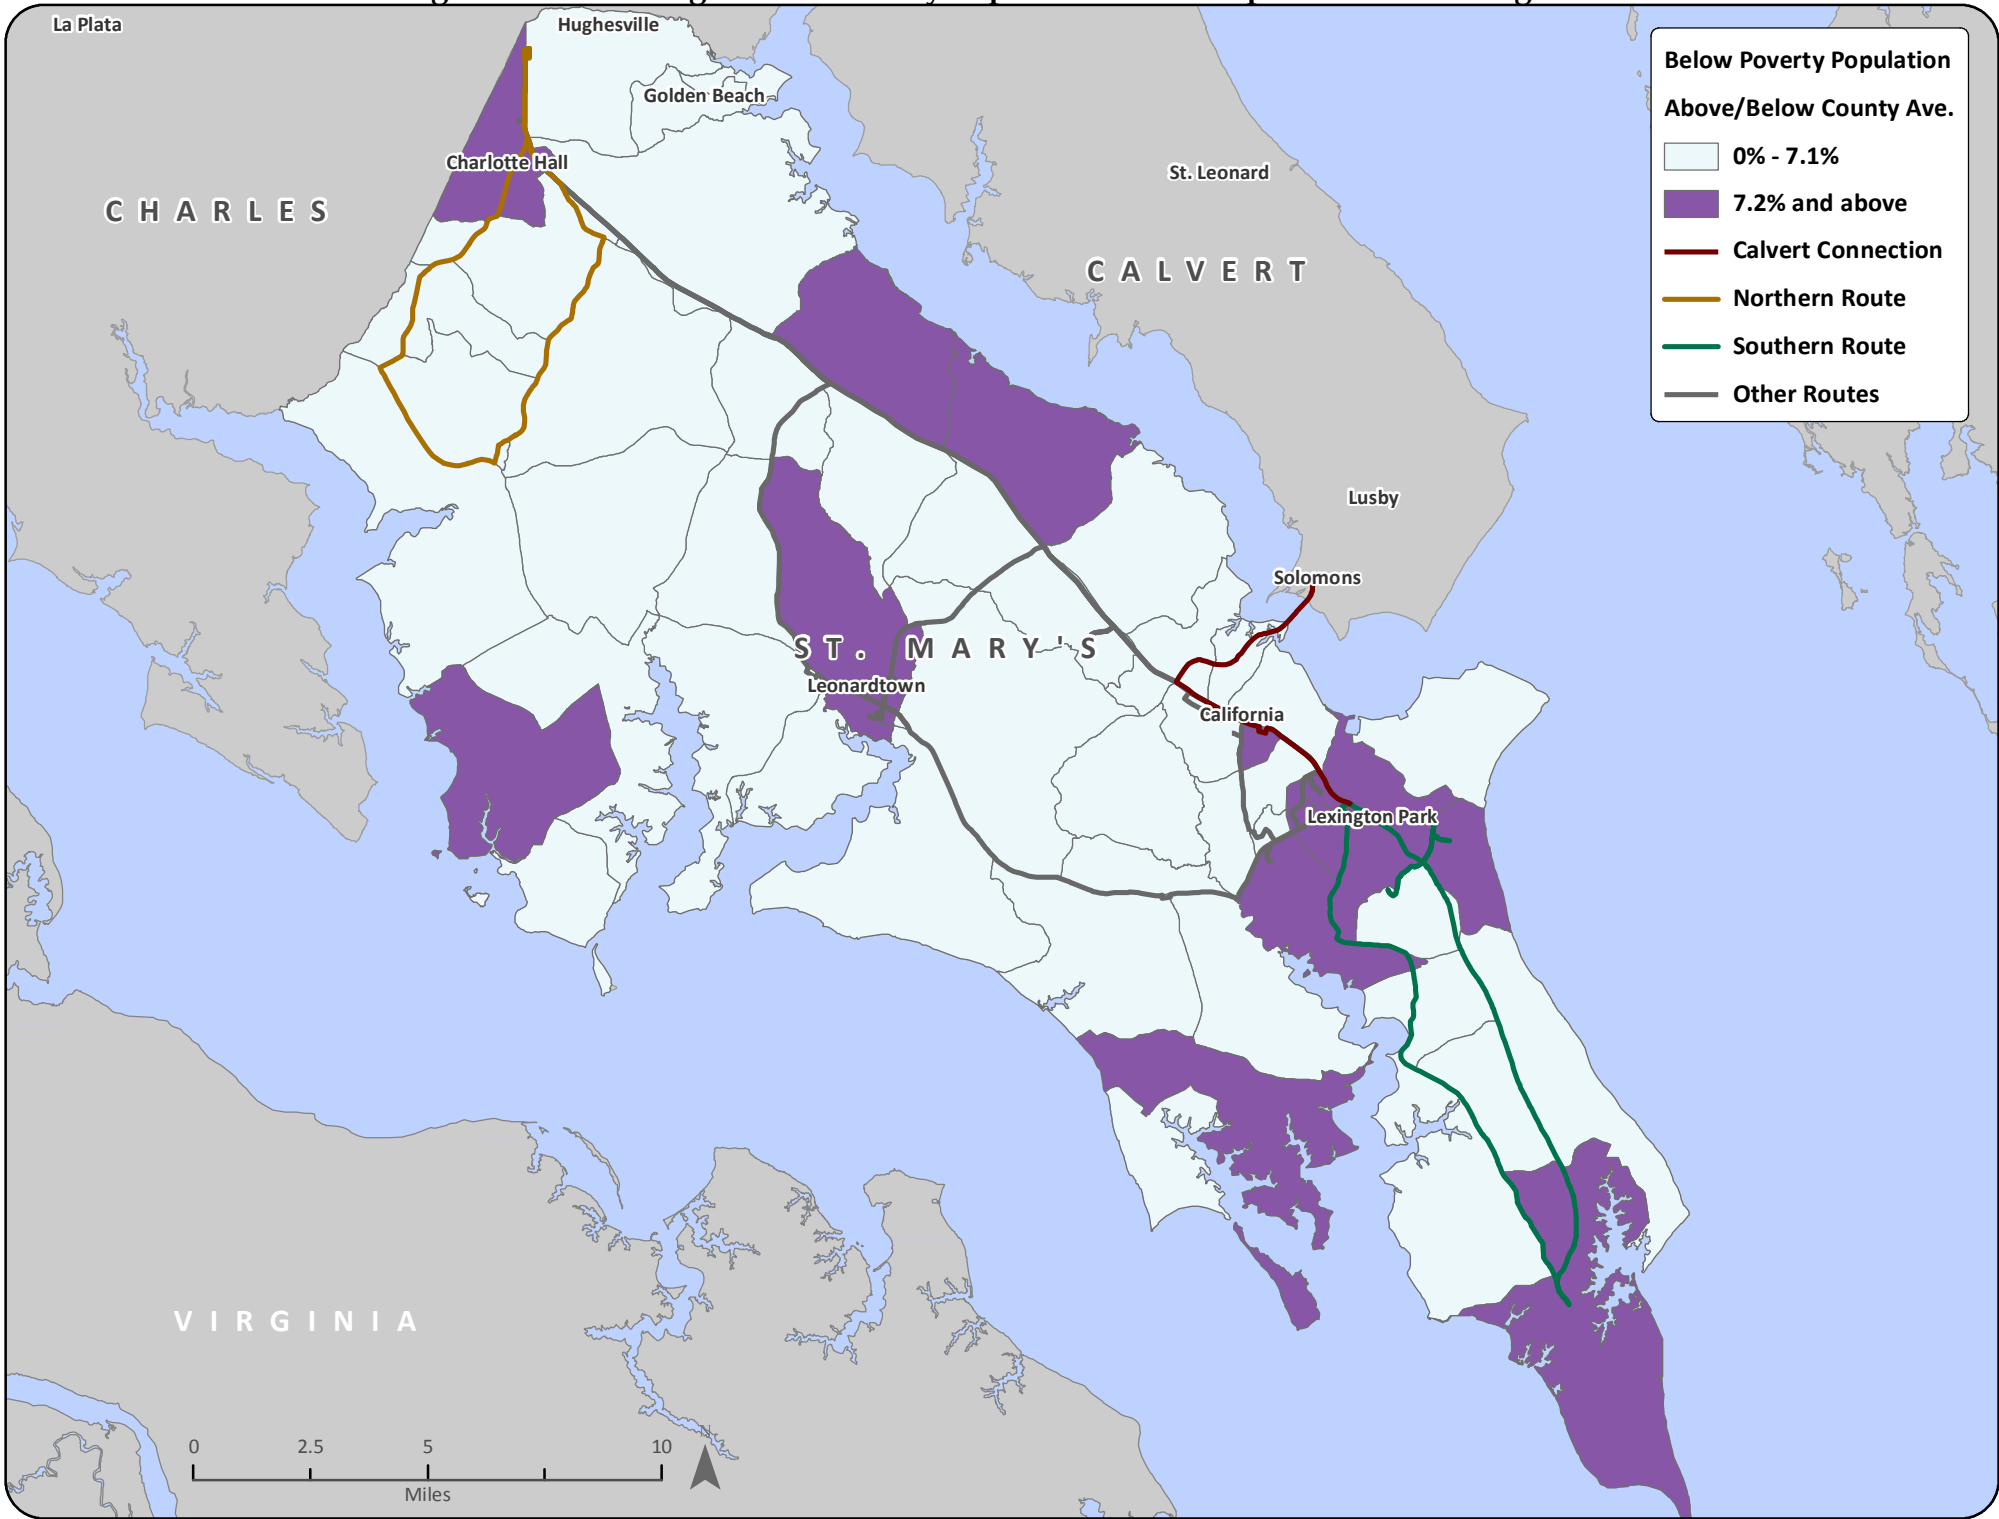 La Plata
Hughesville
Golden Beach
Charlotte Hall
St. Leonard
CHARLES
CALVERT
Lusby
Solomons
ST. MARY'S
Leonardtown
California
Lexington Park
VIRGINIA
0 2.5 5 10
Miles
Below Poverty Population
Above/Below County Ave.
0% - 7.1%
7.2% and above
Calvert Connection
Northern Route
Southern Route
Other Routes